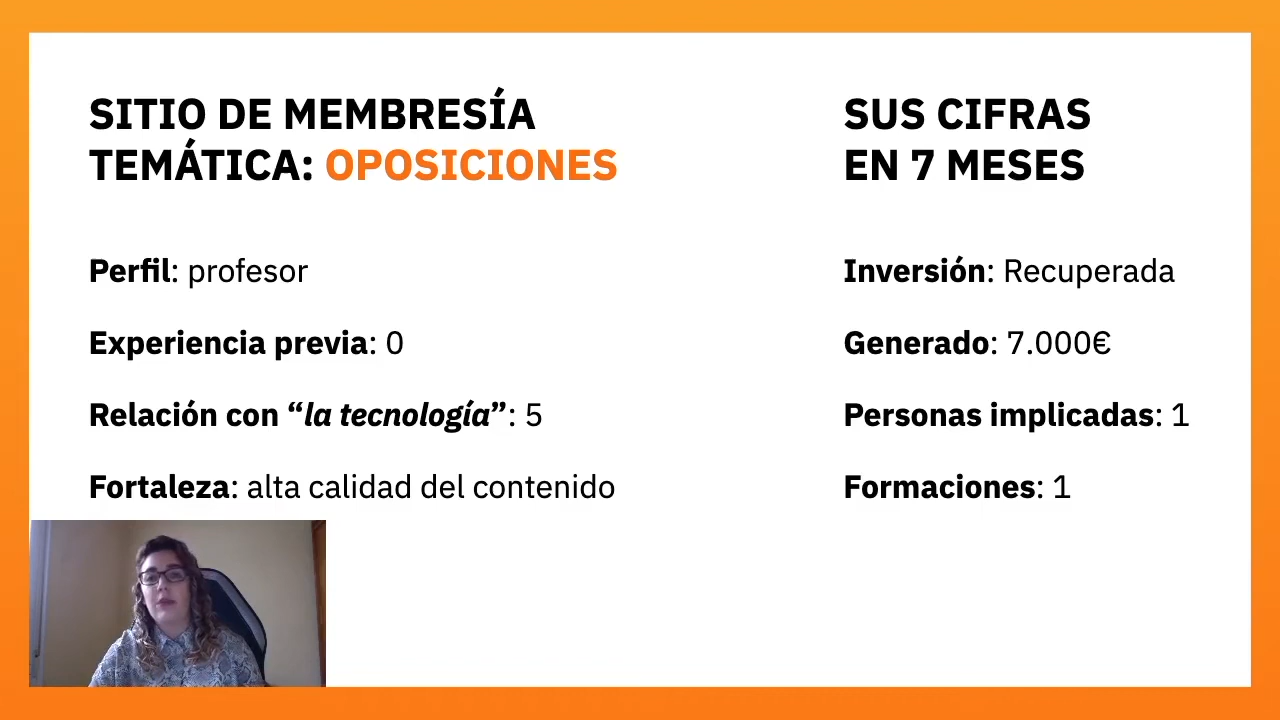 SITIO DE MEMBRESÍA
TEMÁTICA: OPOSICIONES
Perfil: profesor
Experiencia previa: 0
Relación con “la tecnología”: 5
Fortaleza: alta calidad del contenido
SUS CIFRAS
EN 7 MESES
Inversión: Recuperada
Generado: 7.000€
Personas implicadas: 1
Formaciones: 1